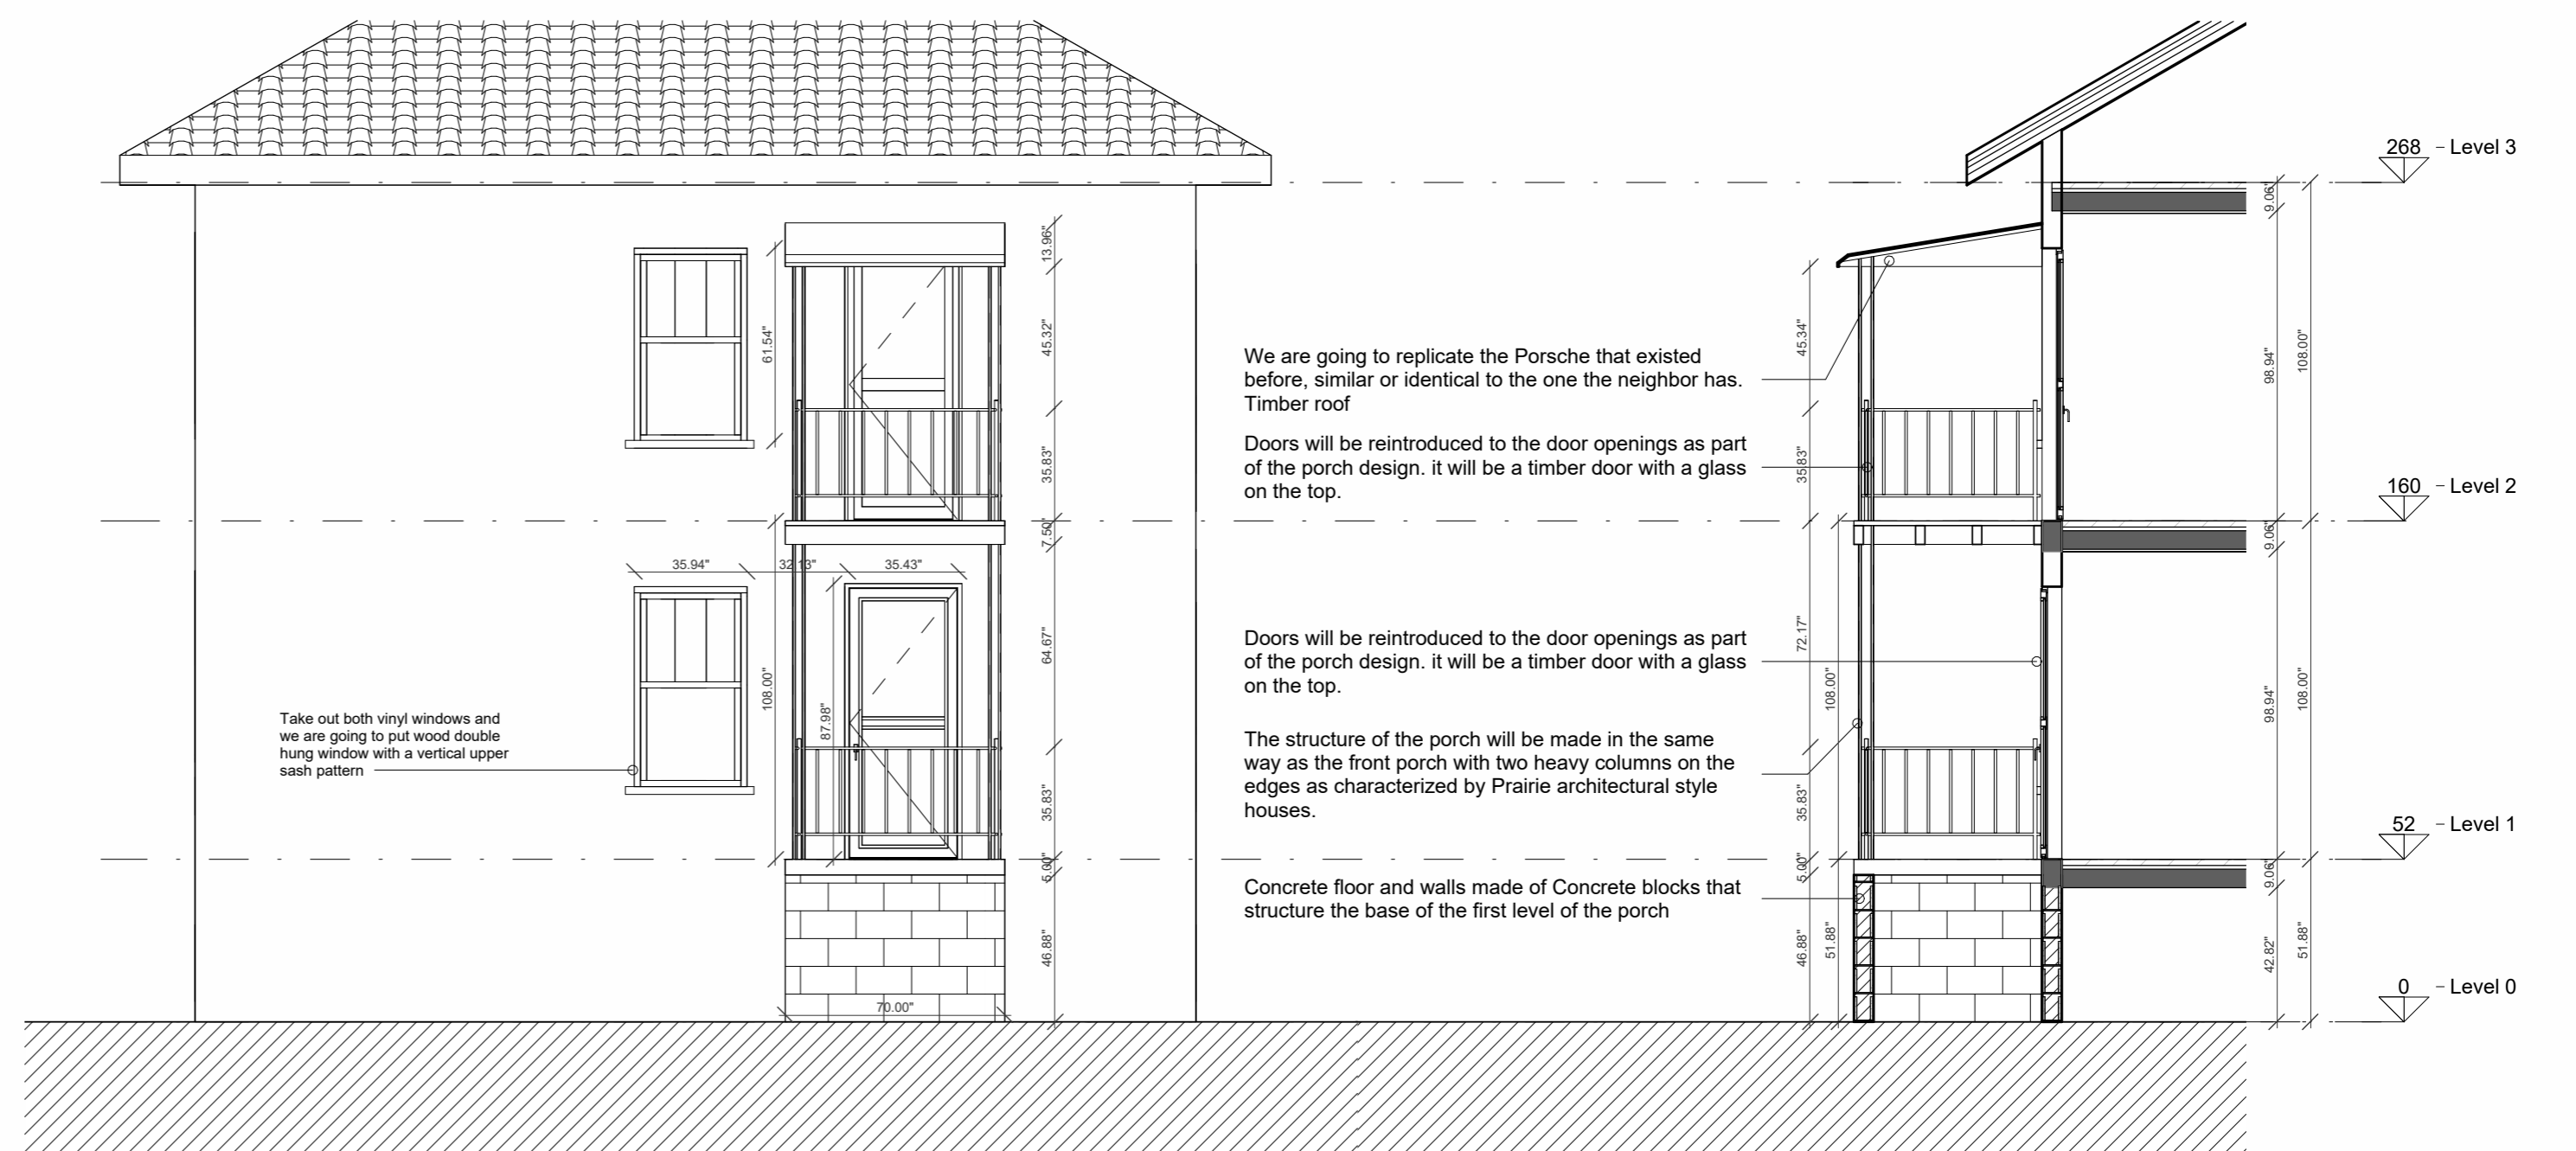 268 – Level 3
9.06"
13.96"
61.54"
45.32"
45.34"
98.94"
108.00"
We are going to replicate the Porsche that existed
before, similar or identical to the one the neighbor has.
Timber roof
Doors will be reintroduced to the door openings as part
of the porch design. it will be a timber door with a glass
on the top.
35.83"
35.83"
160 – Level 2
7.50"
9.06"
35.94"
32.13"
35.43"
108.00"
87.98"
64.67"
72.17"
108.00"
98.94"
108.00"
Doors will be reintroduced to the door openings as part
of the porch design. it will be a timber door with a glass
on the top.
Take out both vinyl windows and
we are going to put wood double
hung window with a vertical upper
sash pattern
The structure of the porch will be made in the same
way as the front porch with two heavy columns on the
edges as characterized by Prairie architectural style
houses.
35.83"
35.83"
52 – Level 1
5.00"
5.00"
9.06"
Concrete floor and walls made of Concrete blocks that
structure the base of the first level of the porch
46.88"
46.88"
51.88"
42.82"
51.88"
70.00"
0 – Level 0